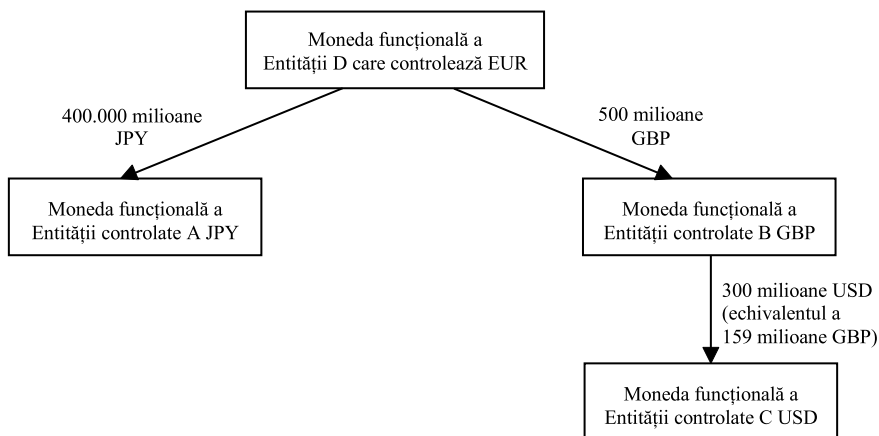 Moneda funcțională a
Entității D care controlează EUR
400.000 milioane
JPY
500 milioane
GBP
Moneda funcțională a
Entității controlate A JPY
Moneda funcțională a
Entității controlate B GBP
300 milioane USD
(echivalentul a
159 milioane GBP)
Moneda funcțională a
Entității controlate C USD